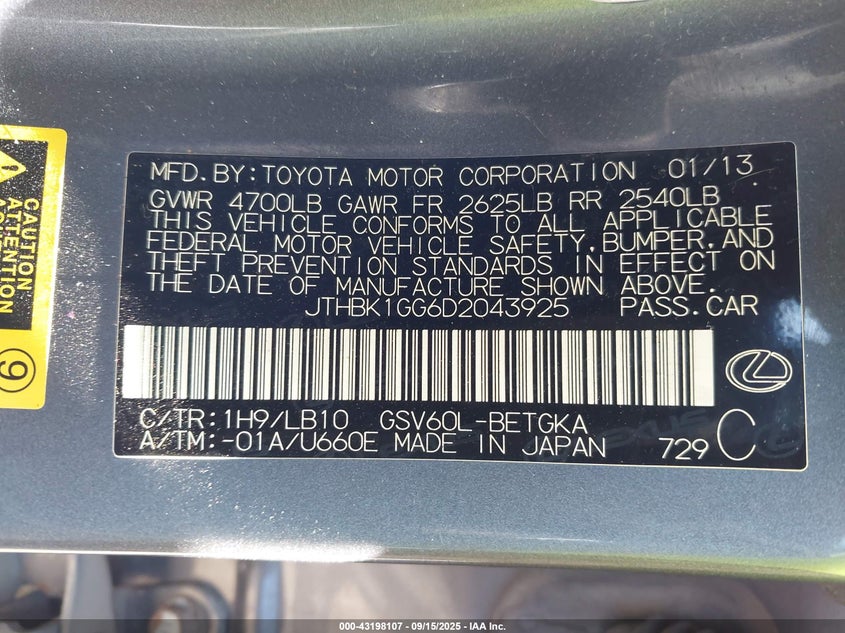 MFD.BY:TOYOTA MOTOR CORPORATION 01/13
GVWR 4700LB GAWR FR 2625LB RR 2540LB
THIS VEHICLE CONFORMS TO ALL APPLICABLE
FEDERAL MOTOR VEHICLE SAFETY,BUMPER,AND
THEFT PREVENTION STANDARDS IN EFFECT ON
THE DATE OF MANUFACTURE SHOWN ABOVE.
JTHBK1GG6D2043925 PASS.CAR
C/TR:1H9/LB10 GSV60L-BETGKA
A/TM:-01A/U660E MADE IN JAPAN 729 C
CAUTION
ATTENTION
9
000-43198107 - 09/15/2025 - IAA Inc.